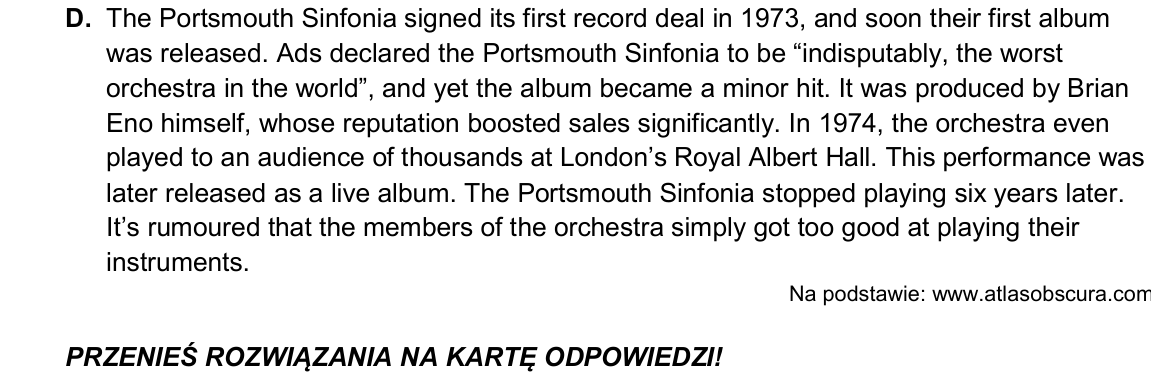 D. The Portsmouth Sinfonia signed its first record deal in 1973, and soon their first album
was released. Ads declared the Portsmouth Sinfonia to be “indisputably, the worst
orchestra in the world”, and yet the album became a minor hit. It was produced by Brian
Eno himself, whose reputation boosted sales significantly. In 1974, the orchestra even
played to an audience of thousands at London’s Royal Albert Hall. This performance was
later released as a live album. The Portsmouth Sinfonia stopped playing six years later.
It’s rumoured that the members of the orchestra simply got too good at playing their
instruments.
Na podstawie: www.atlasobscura.com
PRZENIEŚ ROZWIĄZANIA NA KARTĘ ODPOWIEDZI!